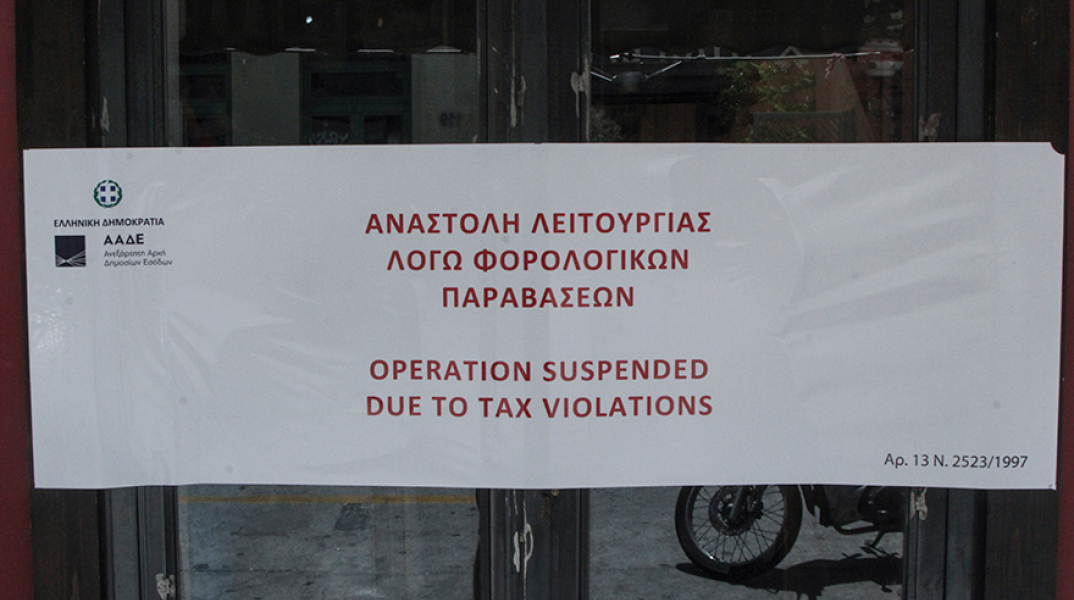 ΕΛΛΗΝΙΚΗ ΔΗΜΟΚΡΑΤΙΑ
ΑΑΔΕ
Ανεξάρτητη Αρχή
Δημοσίων Εσόδων
ΑΝΑΣΤΟΛΗ ΛΕΙΤΟΥΡΓΙΑΣ
ΛΟΓΩ ΦΟΡΟΛΟΓΙΚΩΝ
ΠΑΡΑΒΑΣΕΩΝ
OPERATION SUSPENDED
DUE TO TAX VIOLATIONS
Αρ. 13 Ν. 2523/1997